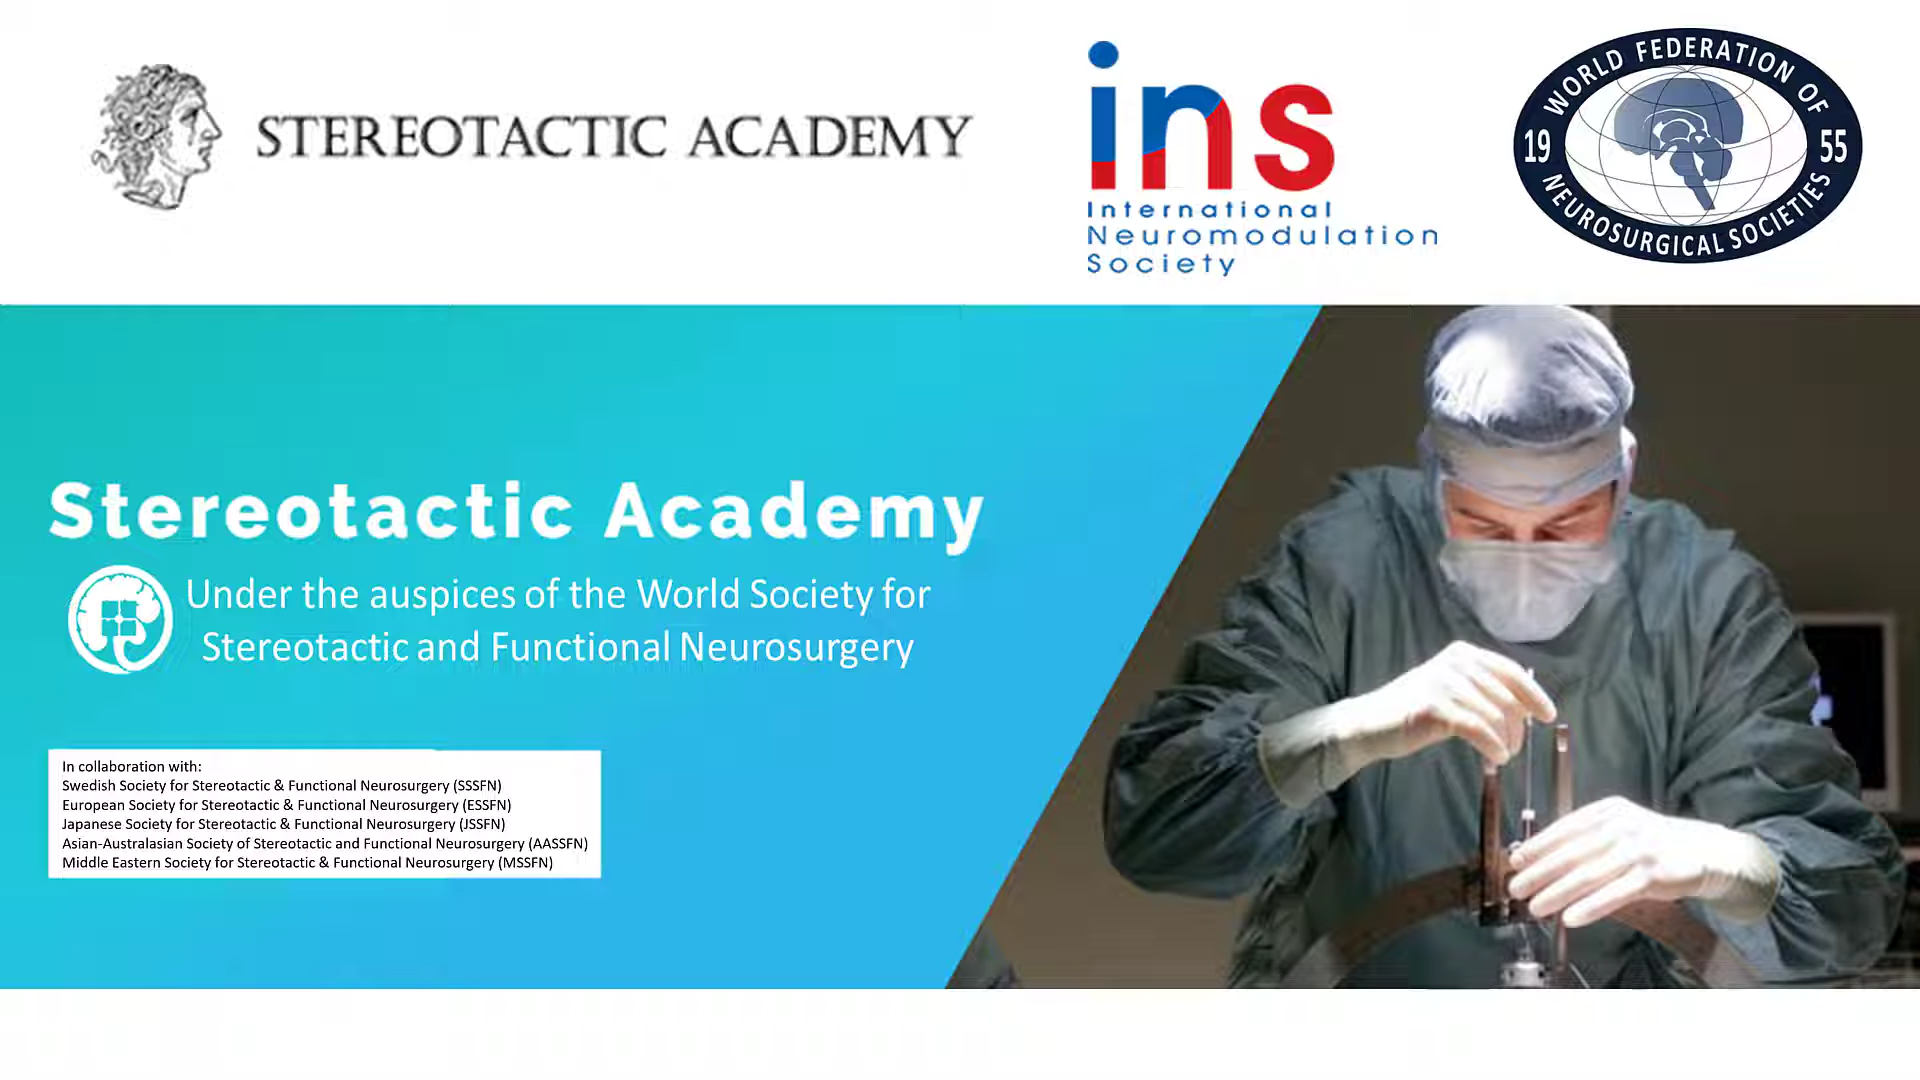 STEREOTACTIC ACADEMY
ins
International
Neuromodulation
Society
WORLD FEDERATION OF
19 55
NEUROSURGICAL SOCIETIES
Stereotactic Academy
Under the auspices of the World Society for
Stereotactic and Functional Neurosurgery
In collaboration with:
Swedish Society for Stereotactic & Functional Neurosurgery (SSSFN)
European Society for Stereotactic & Functional Neurosurgery (ESSFN)
Japanese Society for Stereotactic & Functional Neurosurgery (JSSFN)
Asian-Australasian Society of Stereotactic and Functional Neurosurgery (AASSFN)
Middle Eastern Society for Stereotactic & Functional Neurosurgery (MSSFN)